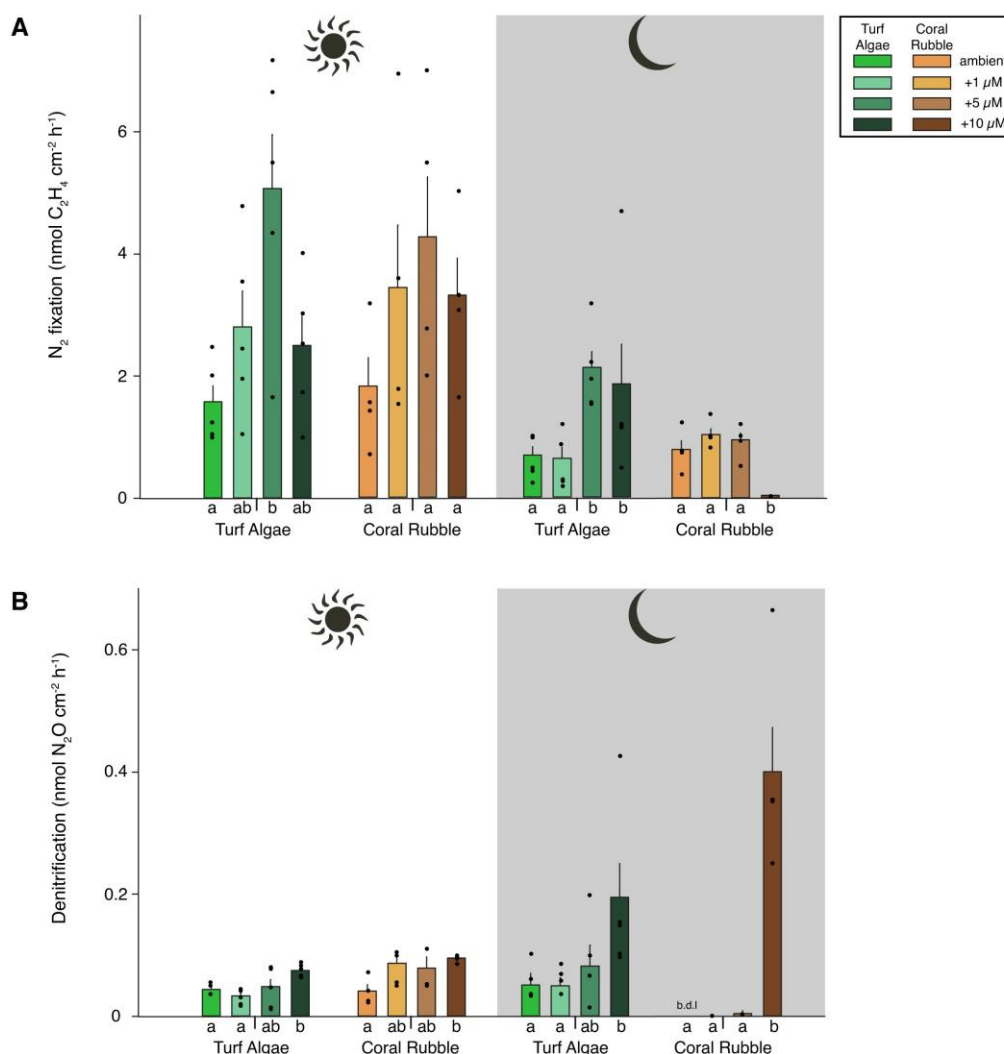 A
Turf Algae
Coral Rubble
ambient
+1 µM
+5 µM
+10 µM
N₂ fixation (nmol C₂H₄ cm⁻² h⁻¹)
6
4
2
0
a ab b ab a a a a a a b b a a a b
Turf Algae Coral Rubble Turf Algae Coral Rubble
B
Denitrification (nmol N₂O cm⁻² h⁻¹)
0.6
0.4
0.2
0
b.d.l
a a ab b a ab ab b a a ab b a a a b
Turf Algae Coral Rubble Turf Algae Coral Rubble